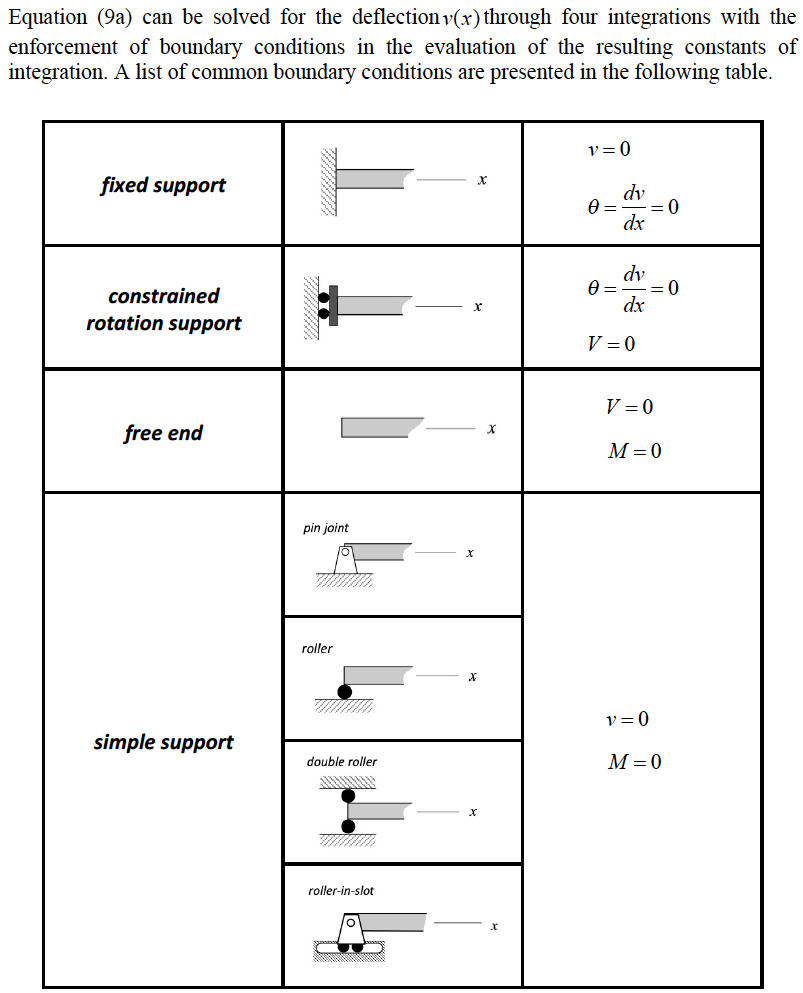 Equation (9a) can be solved for the deflection v(x) through four integrations with the
enforcement of boundary conditions in the evaluation of the resulting constants of
integration. A list of common boundary conditions are presented in the following table.
fixed support
x
v = 0
θ = dv/dx = 0
constrained
rotation support
x
θ = dv/dx = 0
V = 0
free end
x
V = 0
M = 0
simple support
pin joint
x
roller
x
double roller
x
roller-in-slot
x
v = 0
M = 0